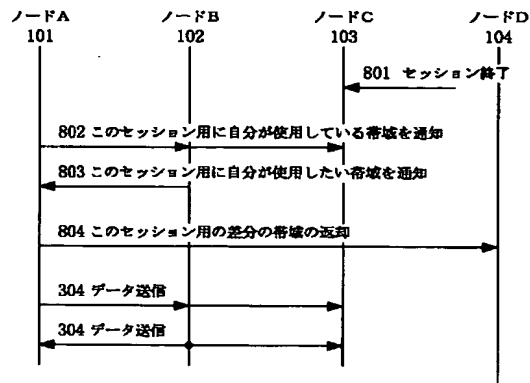 ノードA ノードB ノードC ノードD
101 102 103 104
801 セッション終了
802 このセッション用に自分が使用している帯域を通知
803 このセッション用に自分が使用したい帯域を通知
804 このセッション用の差分の帯域の返却
304 データ送信
304 データ送信